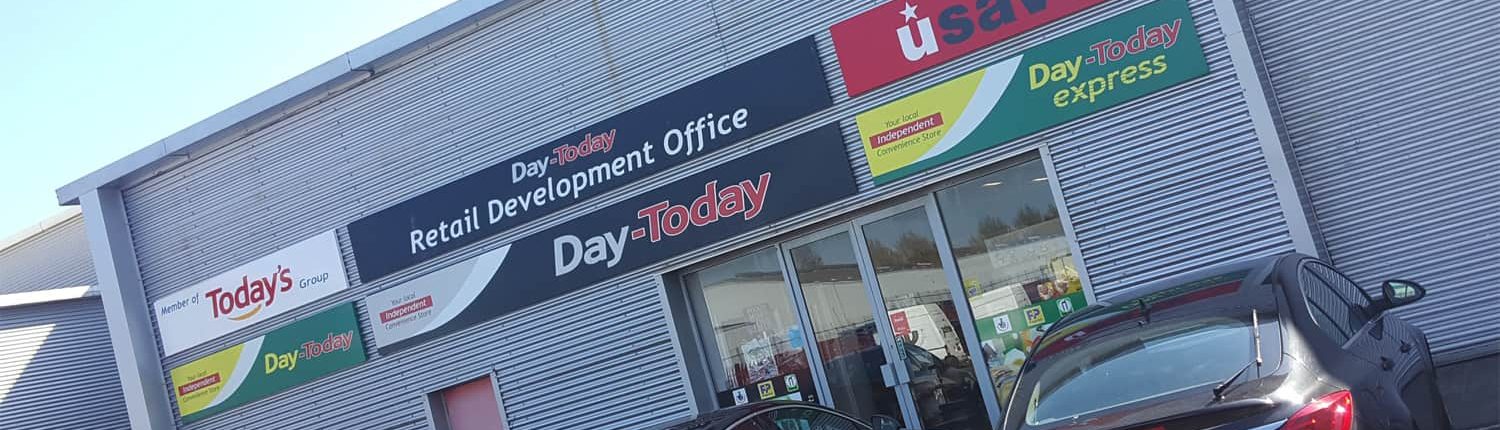 Member of Today's Group
Your local
Independent
Convenience Store
Day-Today
Day-Today
Retail Development Office
Your local
Independent
Convenience Store
Day-Today
usav
Your local
Independent
Convenience Store
Day-Today
express